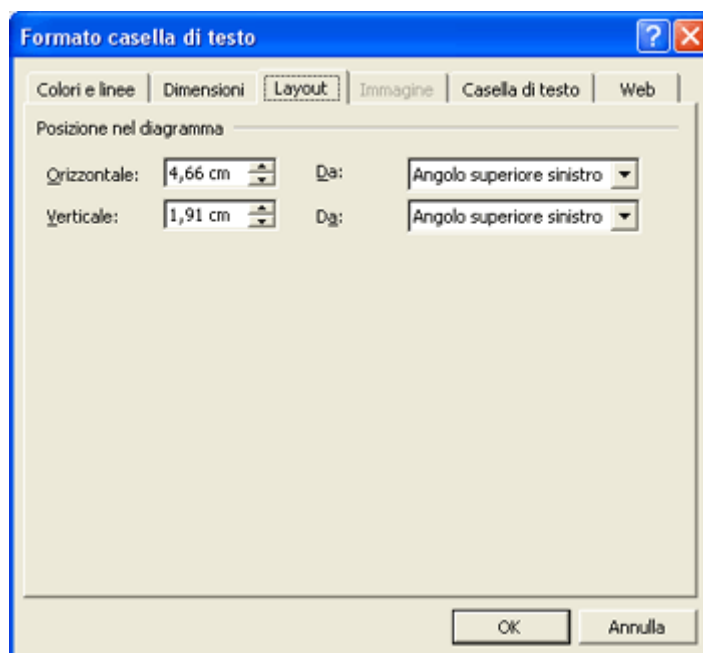 Formato casella di testo
Colori e linee Dimensioni Layout Immagine Casella di testo Web
Posizione nel diagramma
Orizzontale: 4,66 cm Da: Angolo superiore sinistro
Verticale: 1,91 cm Da: Angolo superiore sinistro
OK Annulla